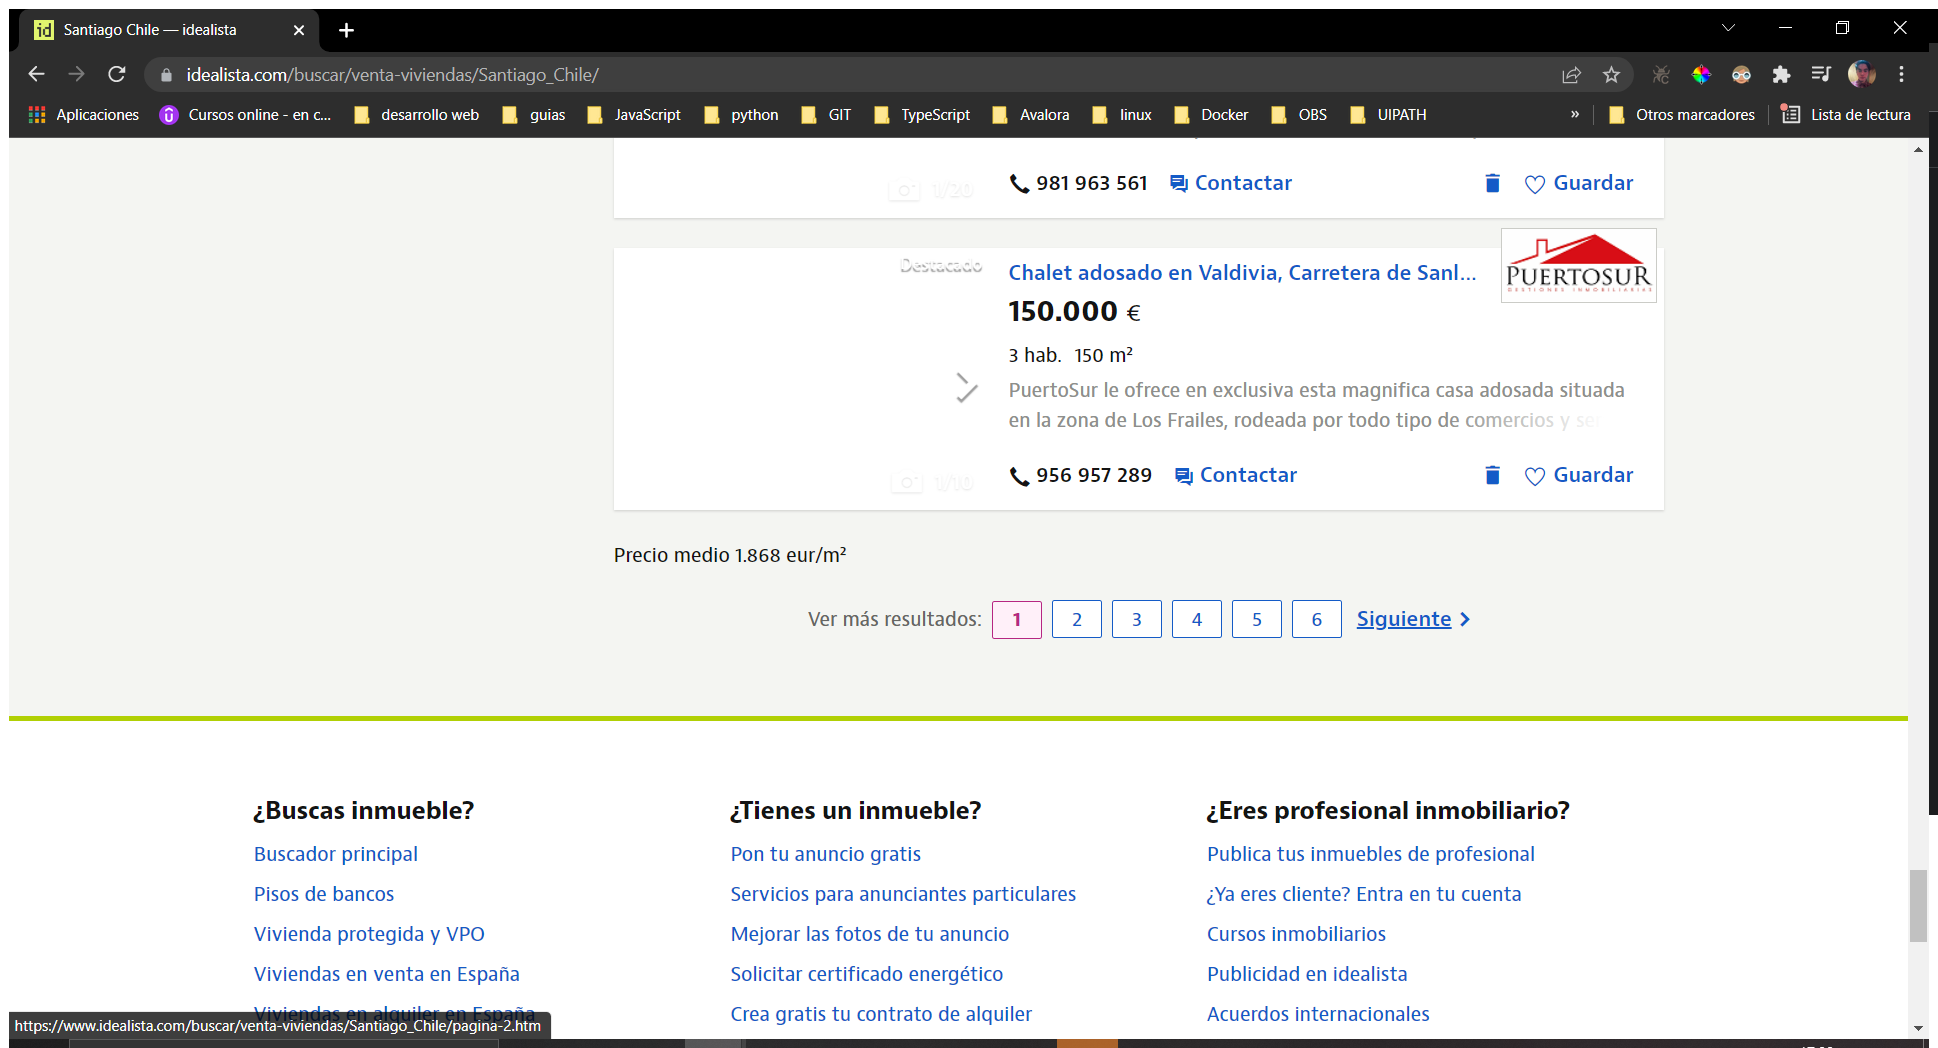 Santiago Chile — idealista
idealista.com/buscar/venta-viviendas/Santiago_Chile/
Aplicaciones
Cursos online - en c...
desarrollo web
guias
JavaScript
python
GIT
TypeScript
Avalora
linux
Docker
OBS
UIPATH
»
Otros marcadores
Lista de lectura
1/20
981 963 561
Contactar
Guardar
Destacado
Chalet adosado en Valdivia, Carretera de Sanl...
PUERTOSUR
GESTIONES INMOBILIARIAS
150.000 €
3 hab. 150 m²
PuertoSur le ofrece en exclusiva esta magnifica casa adosada situada
en la zona de Los Frailes, rodeada por todo tipo de comercios y se
1/10
956 957 289
Contactar
Guardar
Precio medio 1.868 eur/m²
Ver más resultados: 1 2 3 4 5 6 Siguiente
¿Buscas inmueble?
Buscador principal
Pisos de bancos
Vivienda protegida y VPO
Viviendas en venta en España
Viviendas en alquiler en España
¿Tienes un inmueble?
Pon tu anuncio gratis
Servicios para anunciantes particulares
Mejorar las fotos de tu anuncio
Solicitar certificado energético
Crea gratis tu contrato de alquiler
¿Eres profesional inmobiliario?
Publica tus inmuebles de profesional
¿Ya eres cliente? Entra en tu cuenta
Cursos inmobiliarios
Publicidad en idealista
Acuerdos internacionales
https://www.idealista.com/buscar/venta-viviendas/Santiago_Chile/pagina-2.htm